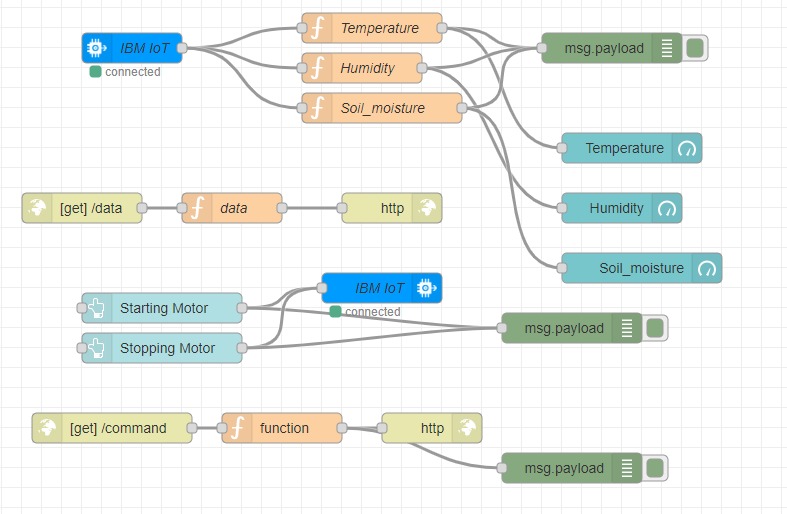 IBM IoT
connected
Temperature
Humidity
Soil_moisture
msg.payload
Temperature
Humidity
Soil_moisture
[get] /data
data
http
Starting Motor
Stopping Motor
IBM IoT
connected
msg.payload
[get] /command
function
http
msg.payload